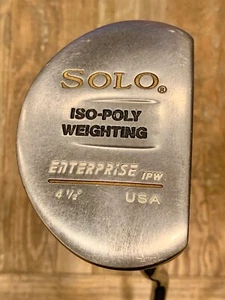 SOLO®
ISO-POLY
WEIGHTING
ENTERPRISE IPW
4 1/2° USA